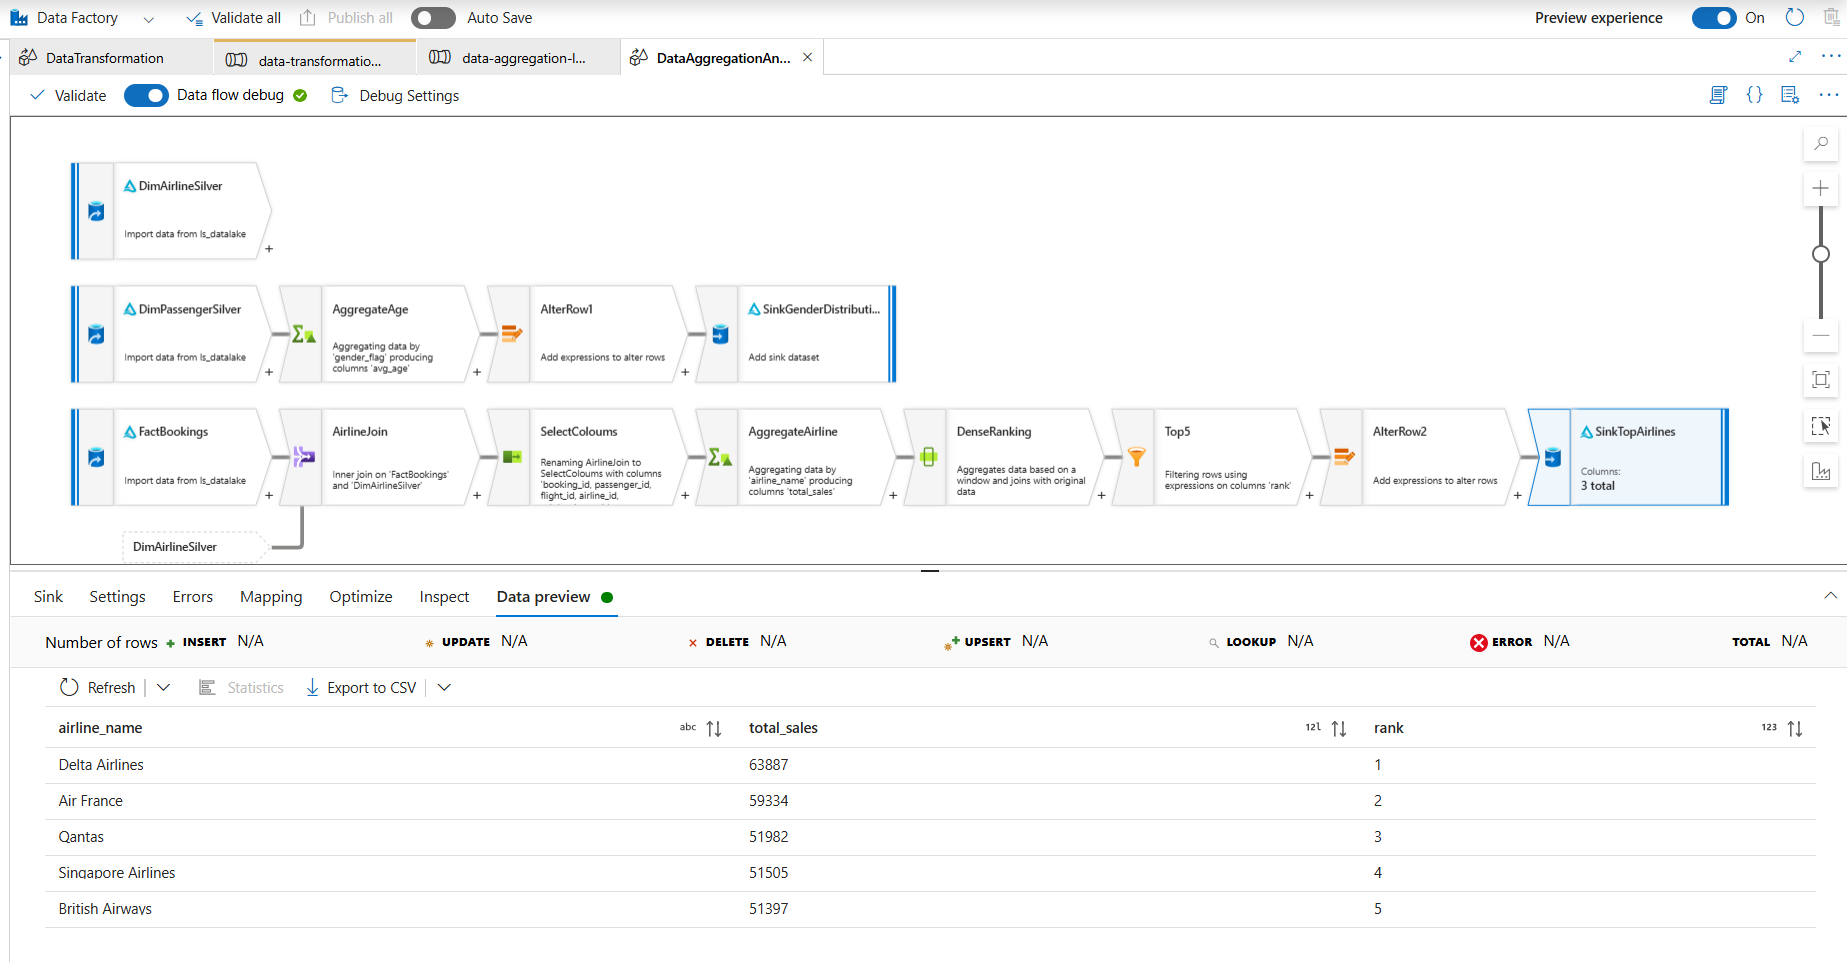 Data Factory
Validate all
Publish all
Auto Save
Preview experience
On
DataTransformation
data-transformatio...
data-aggregation-l...
DataAggregationAn...
Validate
Data flow debug
Debug Settings
{}
DimAirlineSilver
Import data from ls_datalake
+
DimPassengerSilver
Import data from ls_datalake
+
AggregateAge
Aggregating data by
'gender_flag' producing
columns 'avg_age'
+
AlterRow1
Add expressions to alter rows
+
SinkGenderDistributi...
Add sink dataset
FactBookings
Import data from ls_datalake
+
AirlineJoin
Inner join on 'FactBookings'
and 'DimAirlineSilver'
+
SelectColoums
Renaming AirlineJoin to
SelectColoums with columns
'booking_id, passenger_id,
flight_id, airline_id,
+
AggregateAirline
Aggregating data by
'airline_name' producing
columns 'total_sales'
+
DenseRanking
Aggregates data based on a
window and joins with original
data
+
Top5
Filtering rows using
expressions on columns 'rank'
+
AlterRow2
Add expressions to alter rows
+
SinkTopAirlines
Columns:
3 total
DimAirlineSilver
Sink
Settings
Errors
Mapping
Optimize
Inspect
Data preview
Number of rows
INSERT N/A
UPDATE N/A
DELETE N/A
UPSERT N/A
LOOKUP N/A
ERROR N/A
TOTAL N/A
Refresh
Statistics
Export to CSV
airline_name abc total_sales 12l rank 123
Delta Airlines 63887 1
Air France 59334 2
Qantas 51982 3
Singapore Airlines 51505 4
British Airways 51397 5